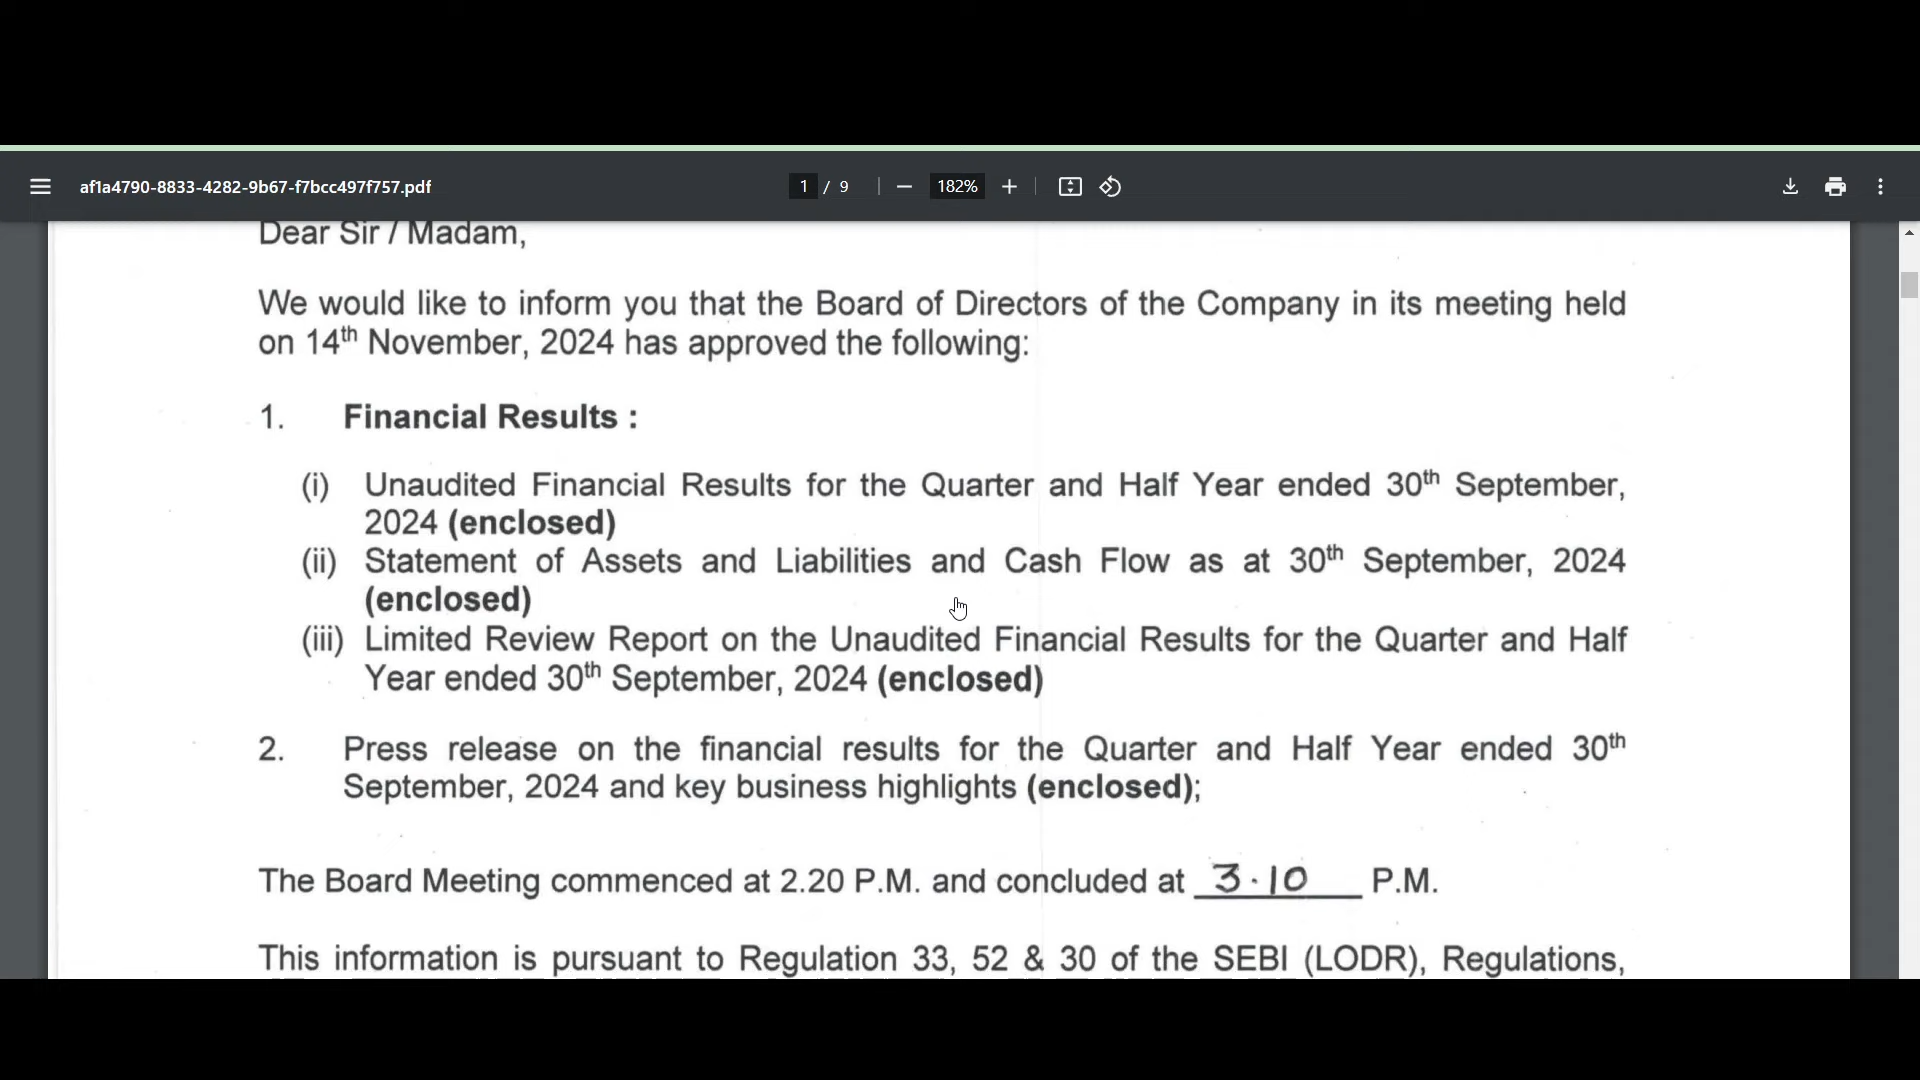 af1a4790-8833-4282-9b67-f7bcc497f757.pdf
1 / 9
182%
Dear Sir / Madam,
We would like to inform you that the Board of Directors of the Company in its meeting held
on 14th November, 2024 has approved the following:
1. Financial Results :
(i) Unaudited Financial Results for the Quarter and Half Year ended 30th September,
2024 (enclosed)
(ii) Statement of Assets and Liabilities and Cash Flow as at 30th September, 2024
(enclosed)
(iii) Limited Review Report on the Unaudited Financial Results for the Quarter and Half
Year ended 30th September, 2024 (enclosed)
2. Press release on the financial results for the Quarter and Half Year ended 30th
September, 2024 and key business highlights (enclosed);
The Board Meeting commenced at 2.20 P.M. and concluded at 3.10 P.M.
This information is pursuant to Regulation 33, 52 & 30 of the SEBI (LODR), Regulations,